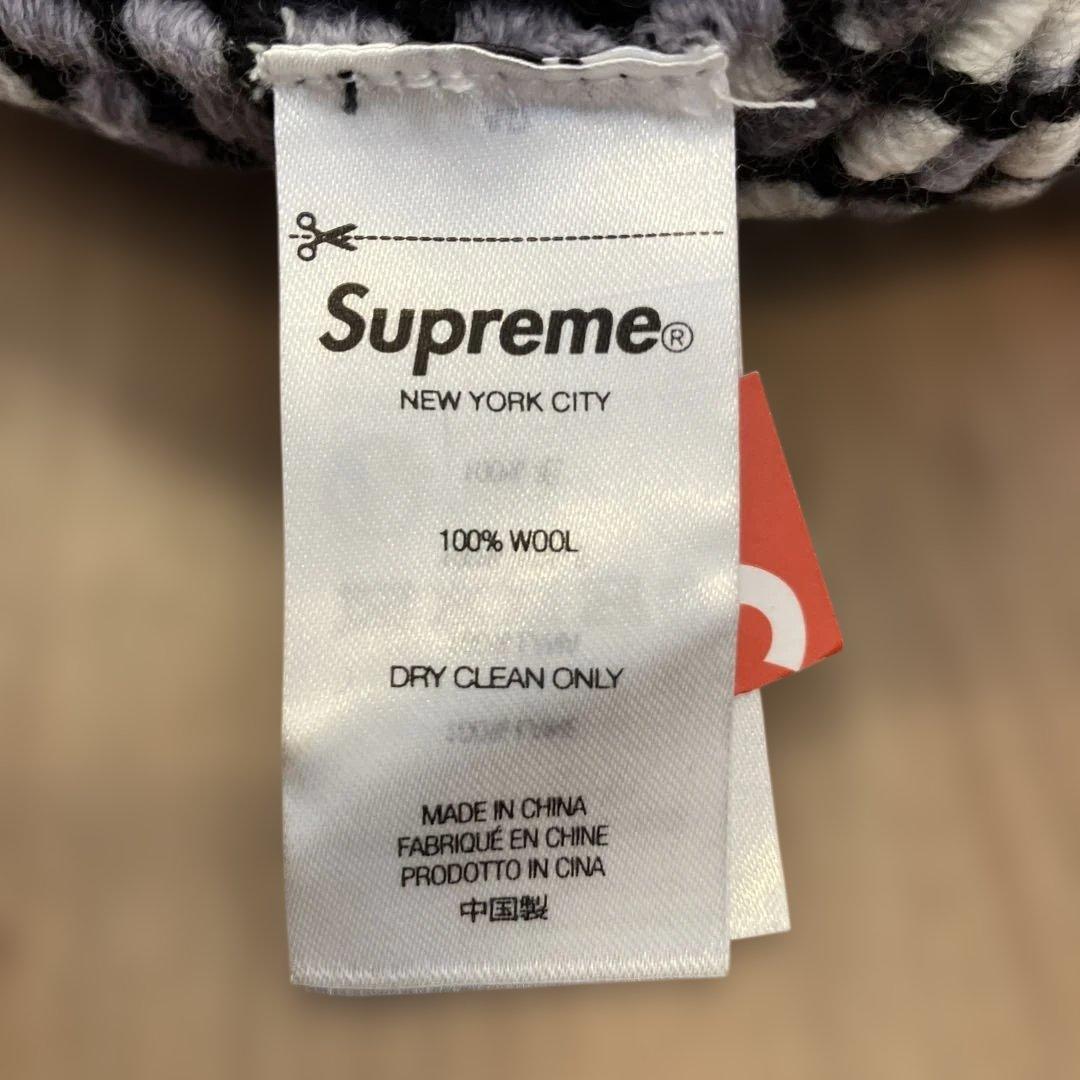 Supreme®
NEW YORK CITY
100% WOOL
DRY CLEAN ONLY
MADE IN CHINA
FABRIQUÉ EN CHINE
PRODOTTO IN CINA
中国製